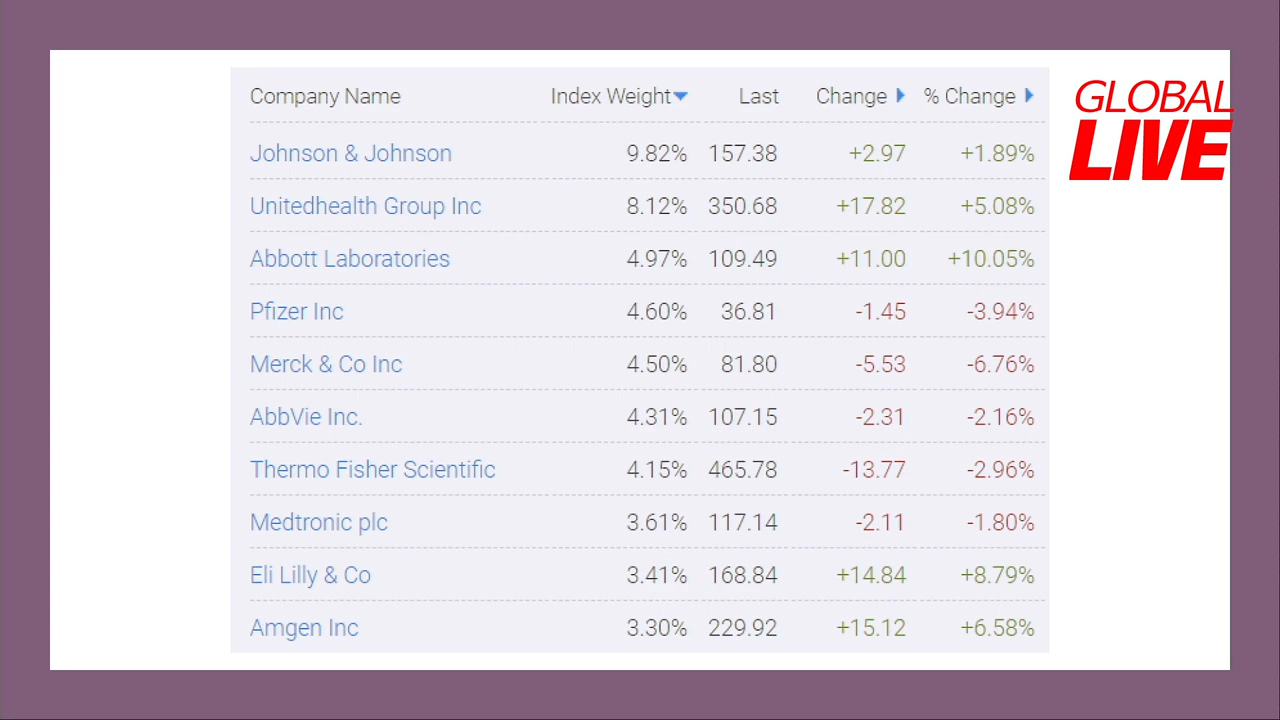 Company Name Index Weight Last Change % Change
Johnson & Johnson 9.82% 157.38 +2.97 +1.89%
Unitedhealth Group Inc 8.12% 350.68 +17.82 +5.08%
Abbott Laboratories 4.97% 109.49 +11.00 +10.05%
Pfizer Inc 4.60% 36.81 -1.45 -3.94%
Merck & Co Inc 4.50% 81.80 -5.53 -6.76%
AbbVie Inc. 4.31% 107.15 -2.31 -2.16%
Thermo Fisher Scientific 4.15% 465.78 -13.77 -2.96%
Medtronic plc 3.61% 117.14 -2.11 -1.80%
Eli Lilly & Co 3.41% 168.84 +14.84 +8.79%
Amgen Inc 3.30% 229.92 +15.12 +6.58%
GLOBAL
LIVE